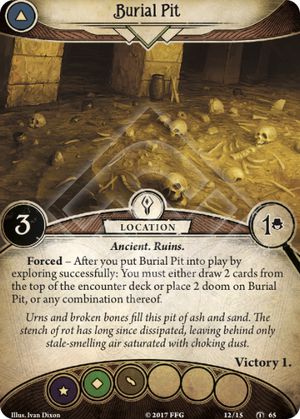 Burial Pit
3
LOCATION
1
Ancient. Ruins.
Forced – After you put Burial Pit into play by
exploring successfully: You must either draw 2 cards from
the top of the encounter deck or place 2 doom on Burial
Pit, or any combination thereof.
Urns and broken bones fill this pit of ash and sand. The
stench of rot has long since dissipated, leaving behind only
stale-smelling air saturated with choking dust.
Victory 1.
Illus. Ivan Dixon
© 2017 FFG
12/15
65